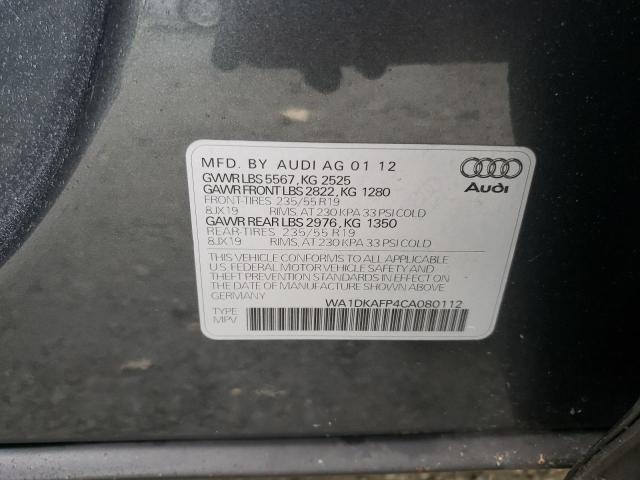 MFD. BY AUDI AG 01 12
GVWR LBS 5567, KG 2525
GAWR FRONT LBS 2822, KG 1280
FRONT-TIRES 235/55 R19
8JX19 RIMS, AT 230 KPA 33 PSI COLD
GAWR REAR LBS 2976, KG 1350
REAR-TIRES 235/55 R19
8JX19 RIMS, AT 230 KPA 33 PSI COLD
Audi
THIS VEHICLE CONFORMS TO ALL APPLICABLE
U.S. FEDERAL MOTOR VEHICLE SAFETY AND
THEFT PREVENTION STANDARDS IN EFFECT ON
THE DATE OF MANUFACTURE SHOWN ABOVE.
GERMANY
WA1DKAFP4CA080112
TYPE
MPV